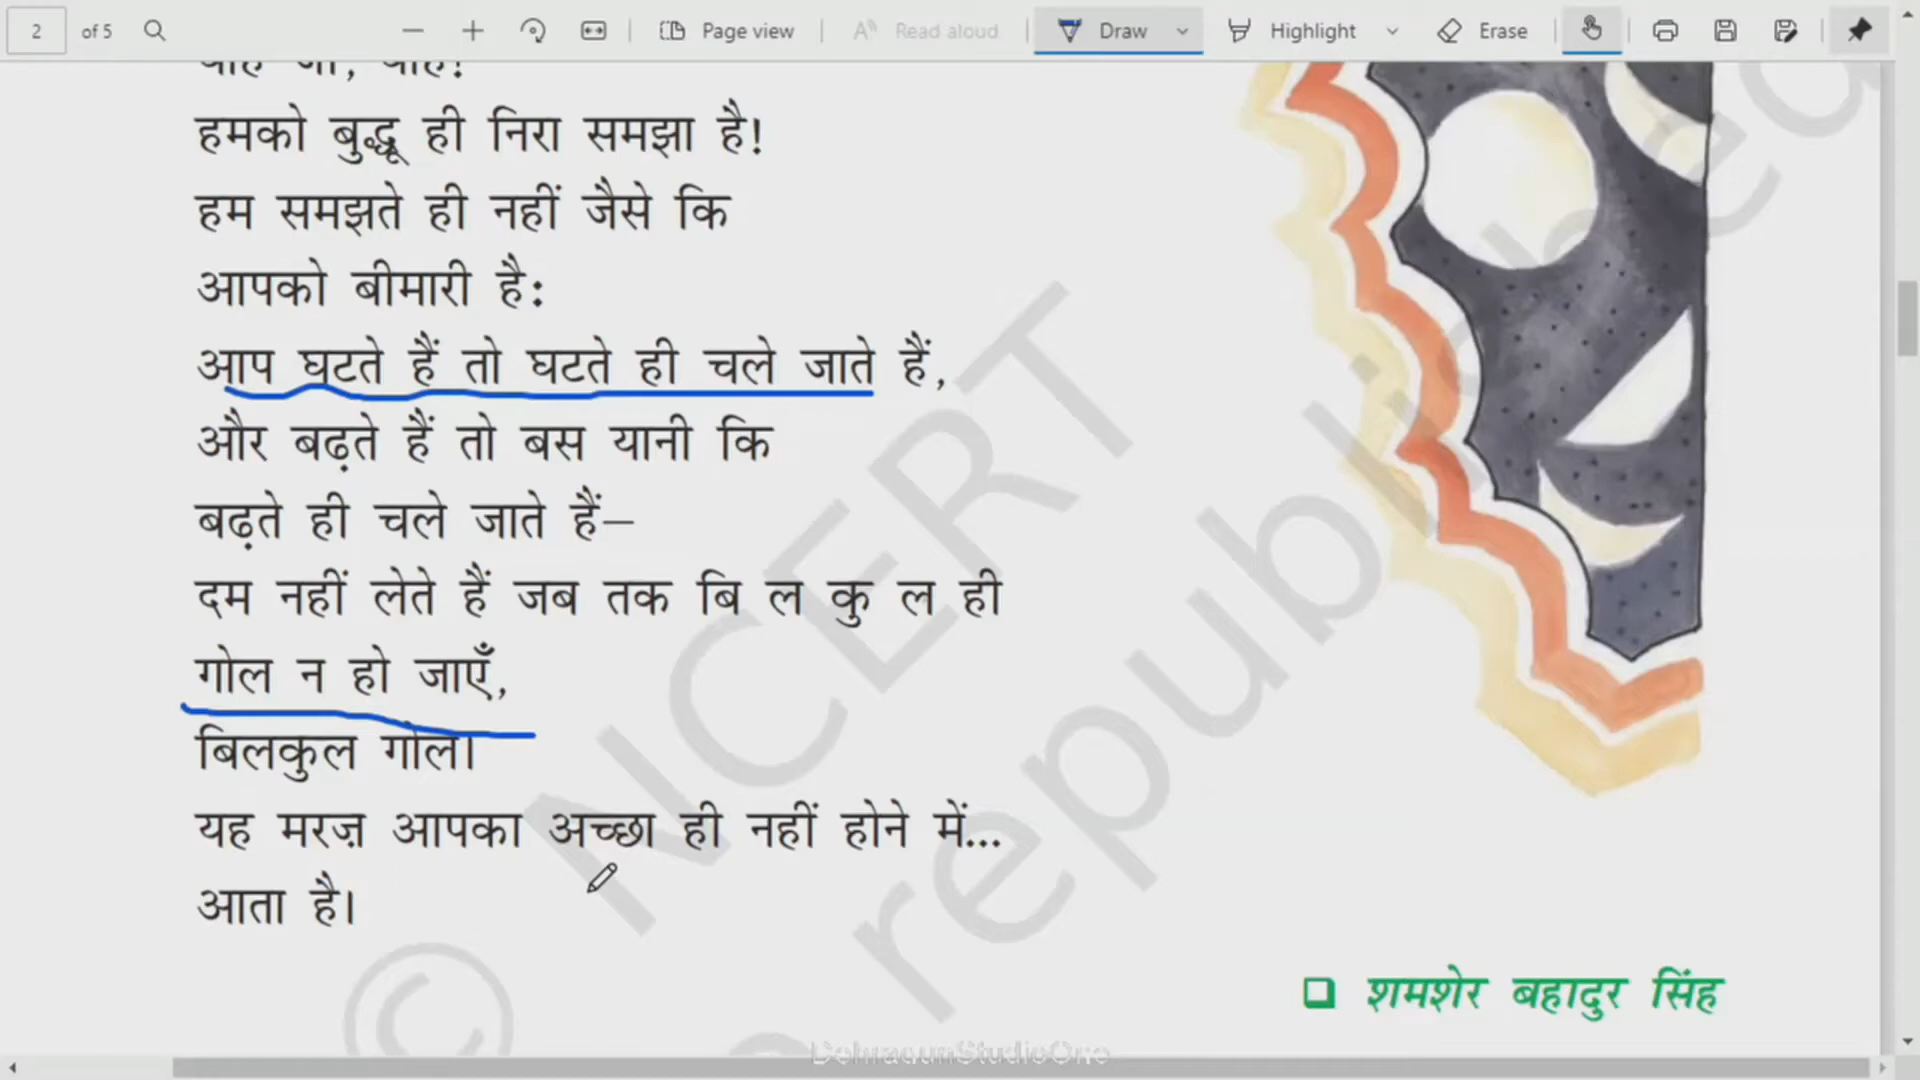 2 of 5 Page view Read aloud Draw Highlight Erase
वाह जी, वाह!
हमको बुद्धू ही निरा समझा है!
हम समझते ही नहीं जैसे कि
आपको बीमारी है:
आप घटते हैं तो घटते ही चले जाते हैं,
और बढ़ते हैं तो बस यानी कि
बढ़ते ही चले जाते हैं—
दम नहीं लेते हैं जब तक बि ल कु ल ही
गोल न हो जाएँ,
बिलकुल गोल।
यह मरज़ आपका अच्छा ही नहीं होने में...
आता है।
© NCERT
republished
शमशेर बहादुर सिंह
DehradunStudioOne